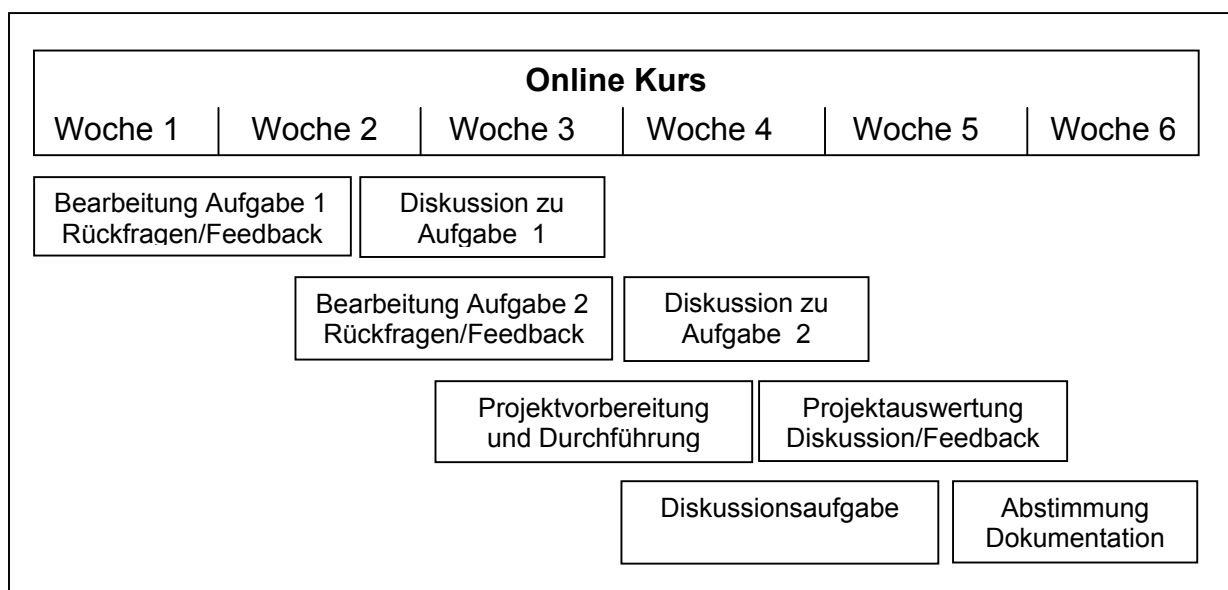 Online Kurs
Woche 1 Woche 2 Woche 3 Woche 4 Woche 5 Woche 6
Bearbeitung Aufgabe 1
Rückfragen/Feedback
Diskussion zu
Aufgabe 1
Bearbeitung Aufgabe 2
Rückfragen/Feedback
Diskussion zu
Aufgabe 2
Projektvorbereitung
und Durchführung
Projektauswertung
Diskussion/Feedback
Diskussionsaufgabe
Abstimmung
Dokumentation